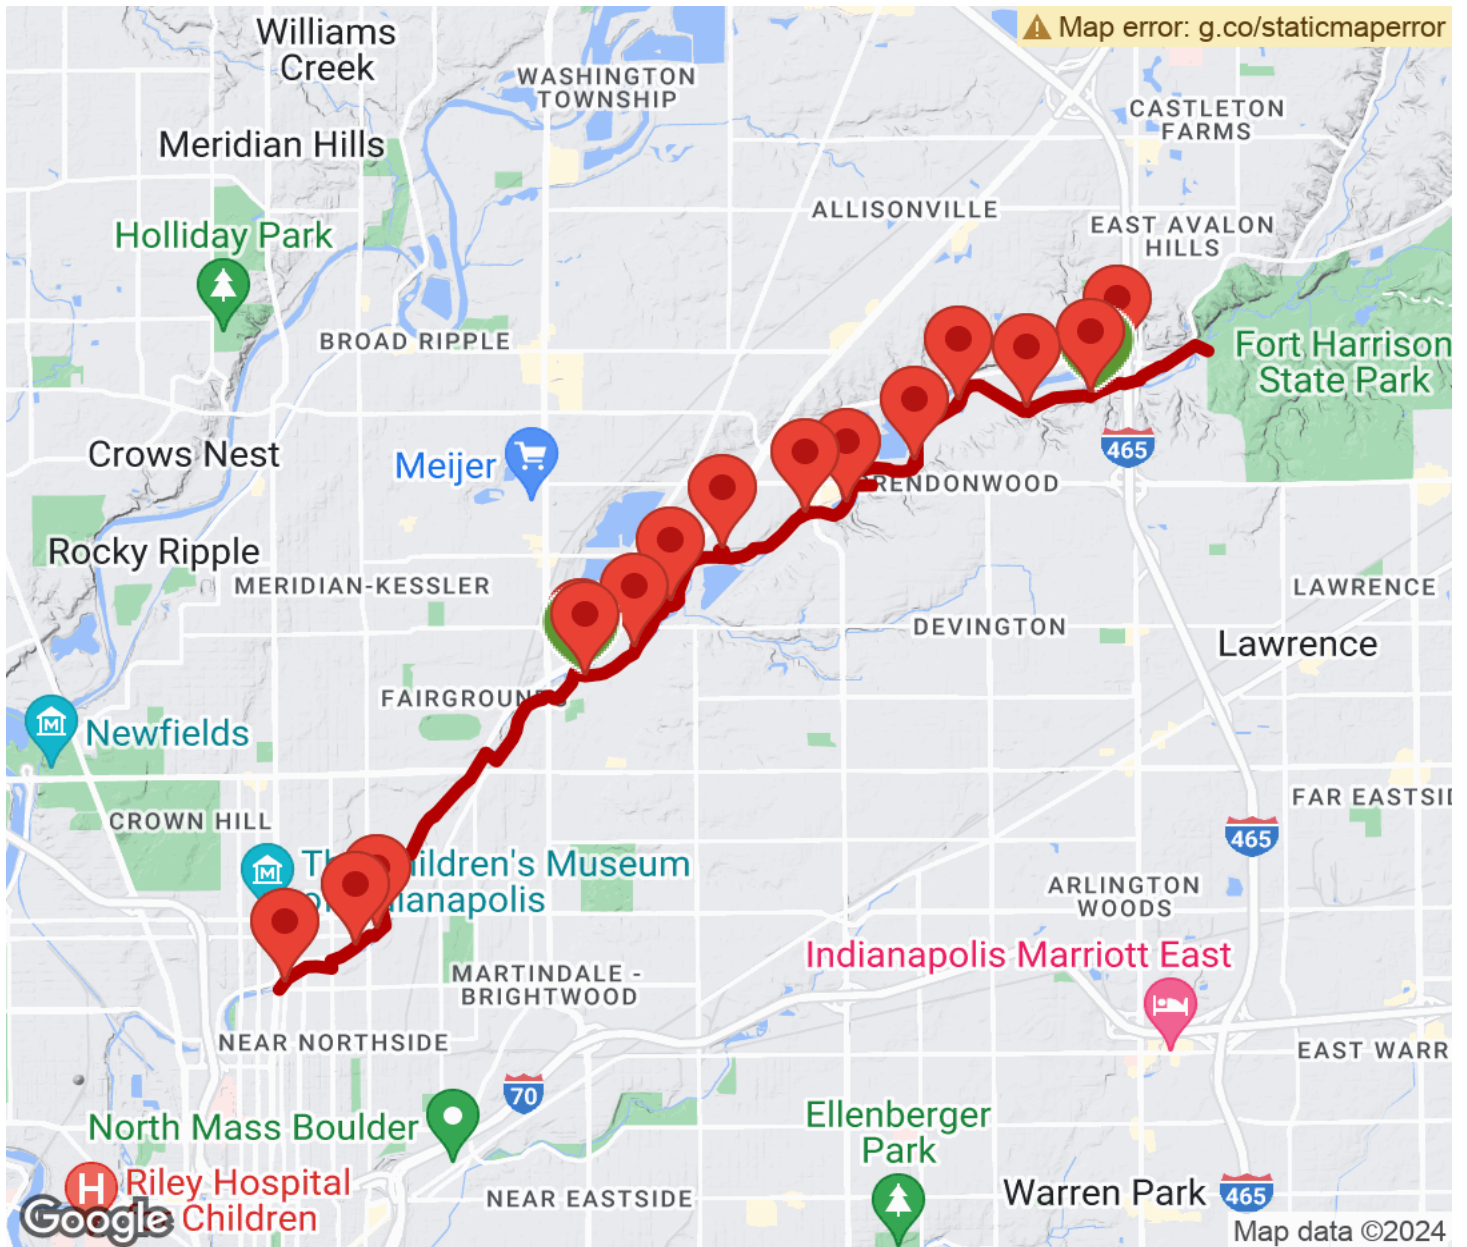 Williams
Creek
Map error: g.co/staticmaperror
WASHINGTON
TOWNSHIP
CASTLETON
FARMS
Meridian Hills
ALLISONVILLE
EAST AVALON
HILLS
Holliday Park
BROAD RIPPLE
Fort Harrison
State Park
Crows Nest
Meijer
465
RENDONWOOD
Rocky Ripple
MERIDIAN-KESSLER
LAWRENCE
DEVINGTON
Lawrence
FAIRGROUN
Newfields
FAR EASTSI
CROWN HILL
465
Th ildren's Museum
ianapolis
ARLINGTON
WOODS
Indianapolis Marriott East
MARTINDALE -
BRIGHTWOOD
NEAR NORTHSIDE
EAST WARR
70
North Mass Boulder
Ellenberger
Park
Riley Hospital
Children
H
NEAR EASTSIDE
Warren Park
465
Google
Map data ©2024